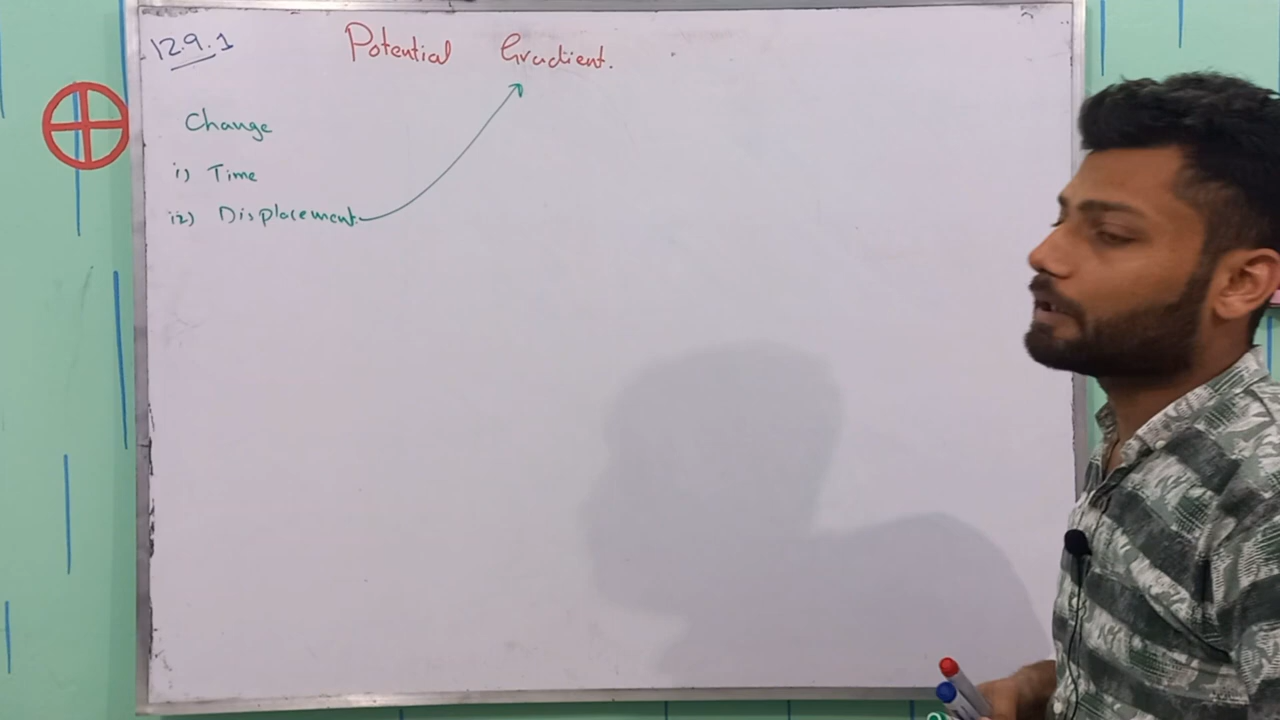 12.9.1
Potential Gradient.
Change
i) Time
ii) Displacement.